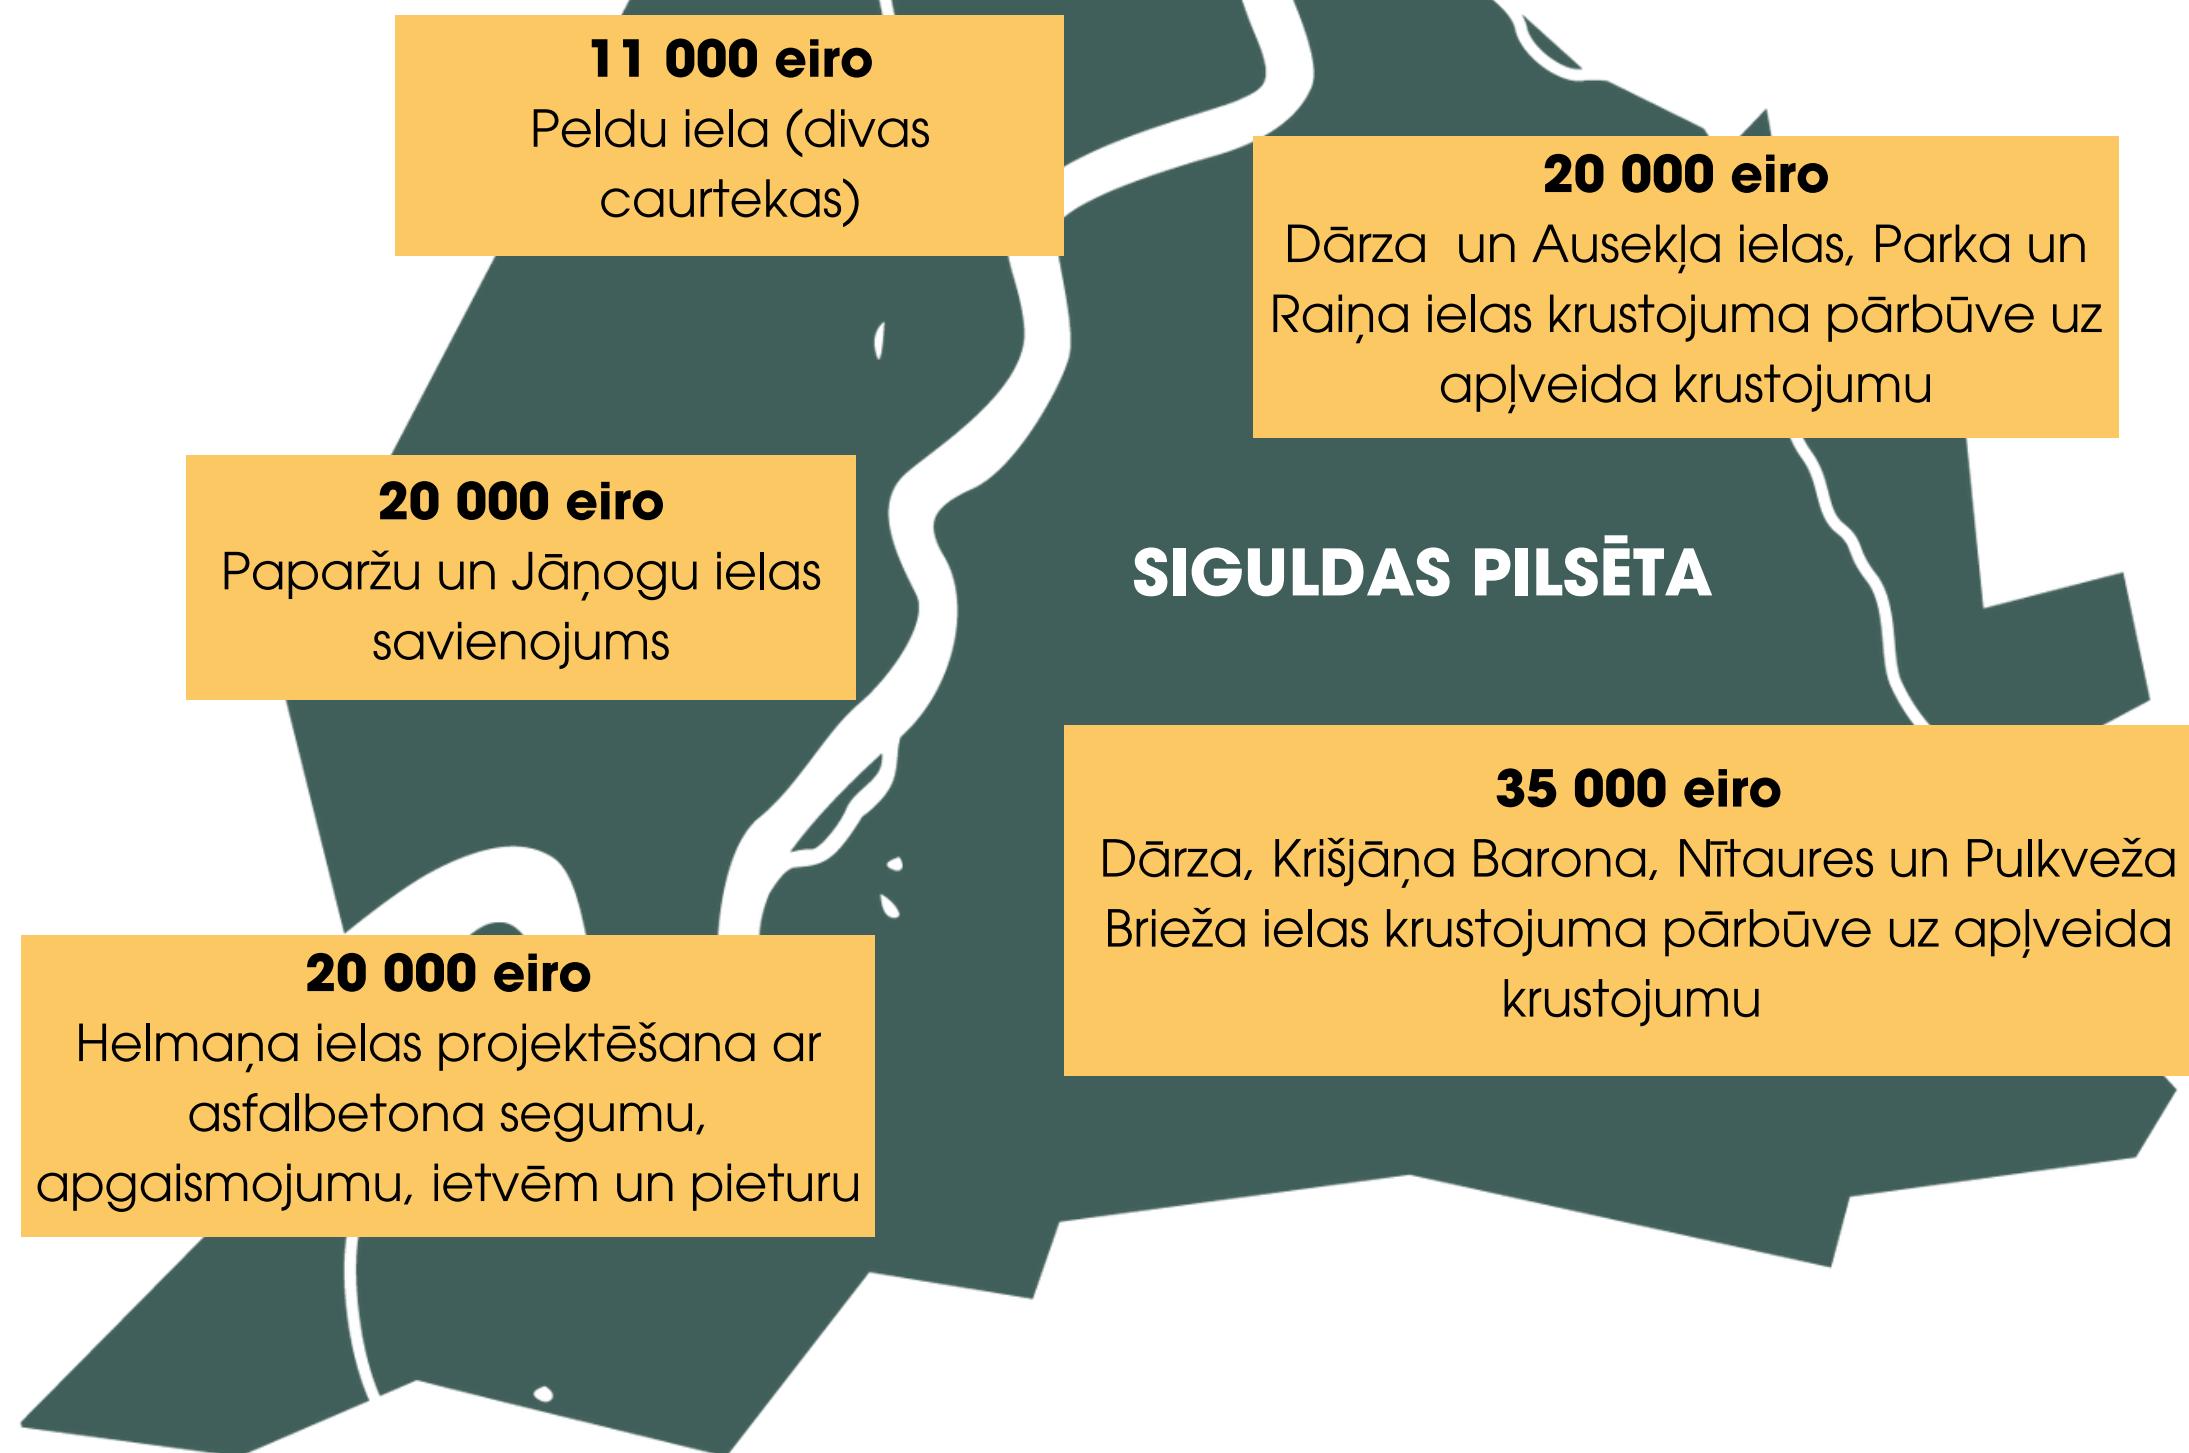 11 000 eiro
Peldu iela (divas
caurtekas)
20 000 eiro
Dārza  un Ausekļa ielas, Parka un
Raiņa ielas krustojuma pārbūve uz
apļveida krustojumu
20 000 eiro
Paparžu un Jāņogu ielas
savienojums
SIGULDAS PILSĒTA
35 000 eiro
Dārza, Krišjāņa Barona, Nītaures un Pulkveža
Brieža ielas krustojuma pārbūve uz apļveida
krustojumu
20 000 eiro
Helmaņa ielas projektēšana ar
asfalbetona segumu,
apgaismojumu, ietvēm un pieturu